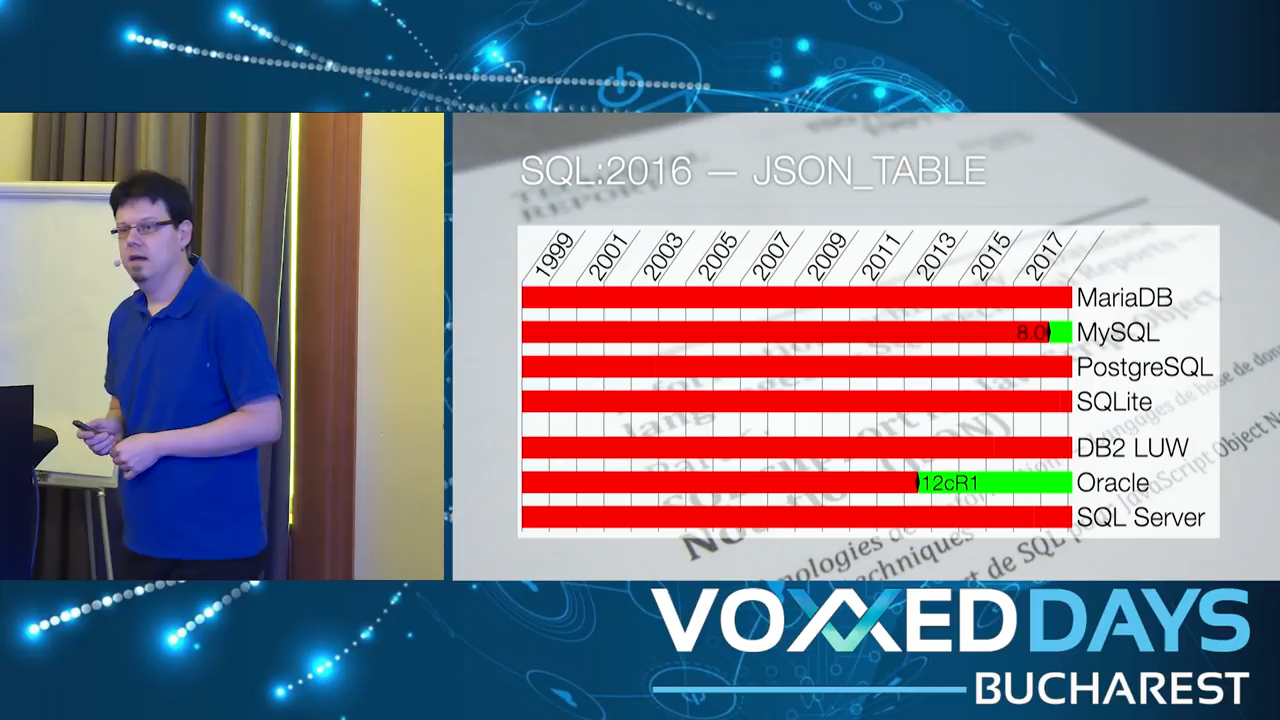 SQL:2016 — JSON_TABLE
REPORT
1999
2001
2003
2005
2007
2009
2011
2013
2015
2017
MariaDB
8.0 MySQL
PostgreSQL
SQLite
DB2 LUW
12cR1 Oracle
SQL Server
VOXXED DAYS
BUCHAREST